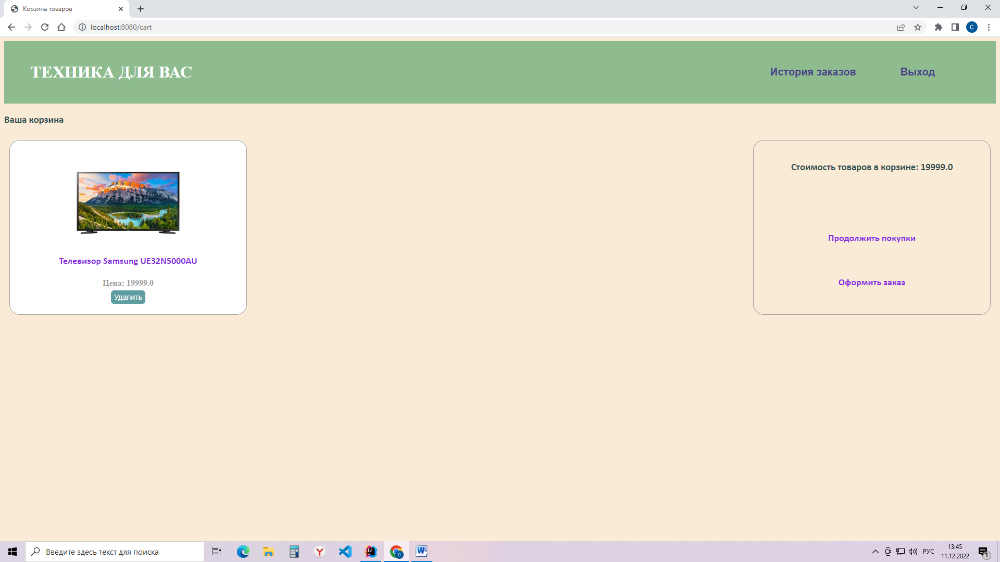 Корзина товаров
localhost:8080/cart
C
ТЕХНИКА ДЛЯ ВАС
История заказов
Выход
Ваша корзина
Телевизор Samsung UE32N5000AU
Цена: 19999.0
Удалить
Стоимость товаров в корзине: 19999.0
Продолжить покупки
Оформить заказ
Введите здесь текст для поиска
РУС
13:45
11.12.2022
1